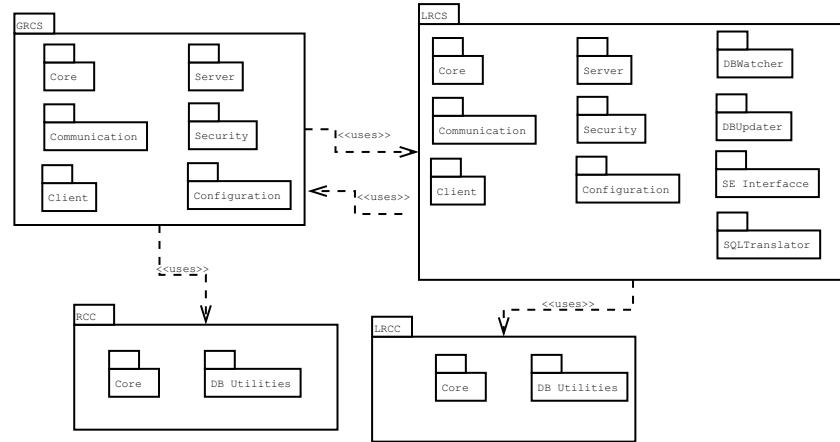 GRCS
Core
Server
Communication
Security
Client
Configuration
<<uses>>
<<uses>>
LRCS
Core
Server
DBWatcher
Communication
Security
DBUpdater
Client
Configuration
SE Interfacce
SQLTranslator
<<uses>>
<<uses>>
RCC
Core
DB Utilities
LRCC
Core
DB Utilities